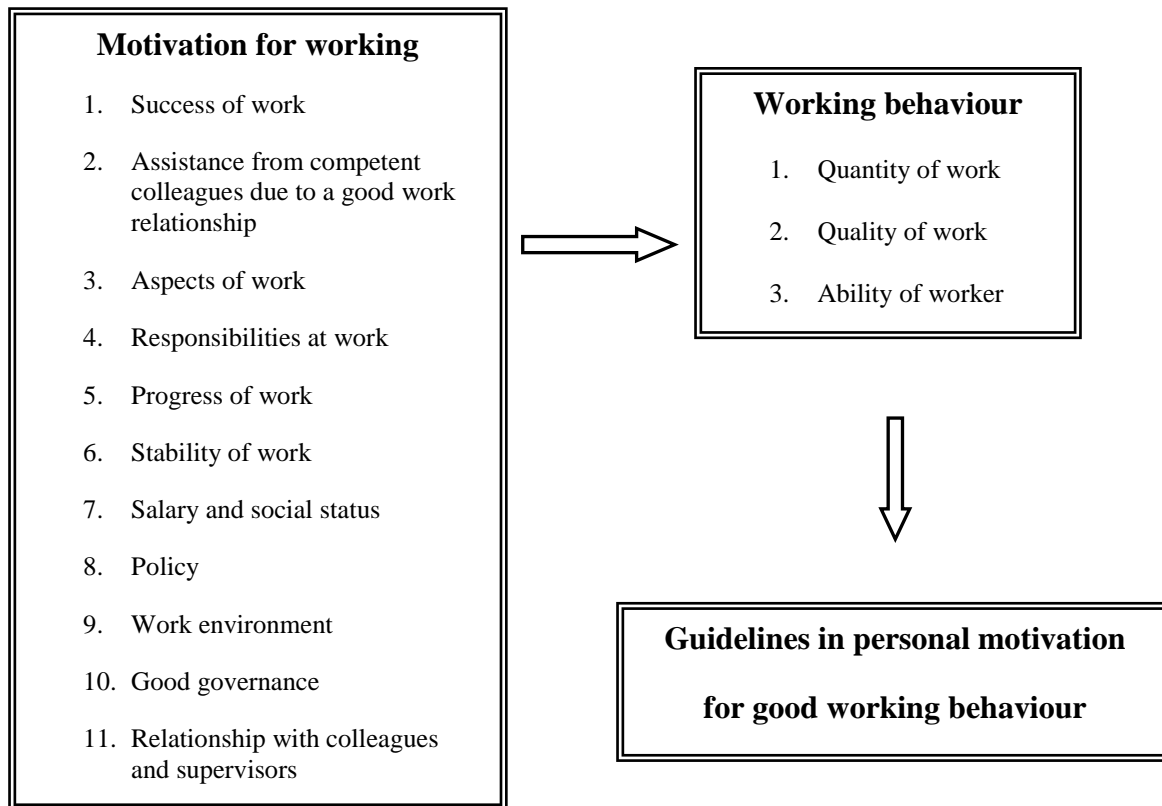 Motivation for working
1. Success of work
2. Assistance from competent
colleagues due to a good work
relationship
3. Aspects of work
4. Responsibilities at work
5. Progress of work
6. Stability of work
7. Salary and social status
8. Policy
9. Work environment
10. Good governance
11. Relationship with colleagues
and supervisors
Working behaviour
1. Quantity of work
2. Quality of work
3. Ability of worker
Guidelines in personal motivation
for good working behaviour